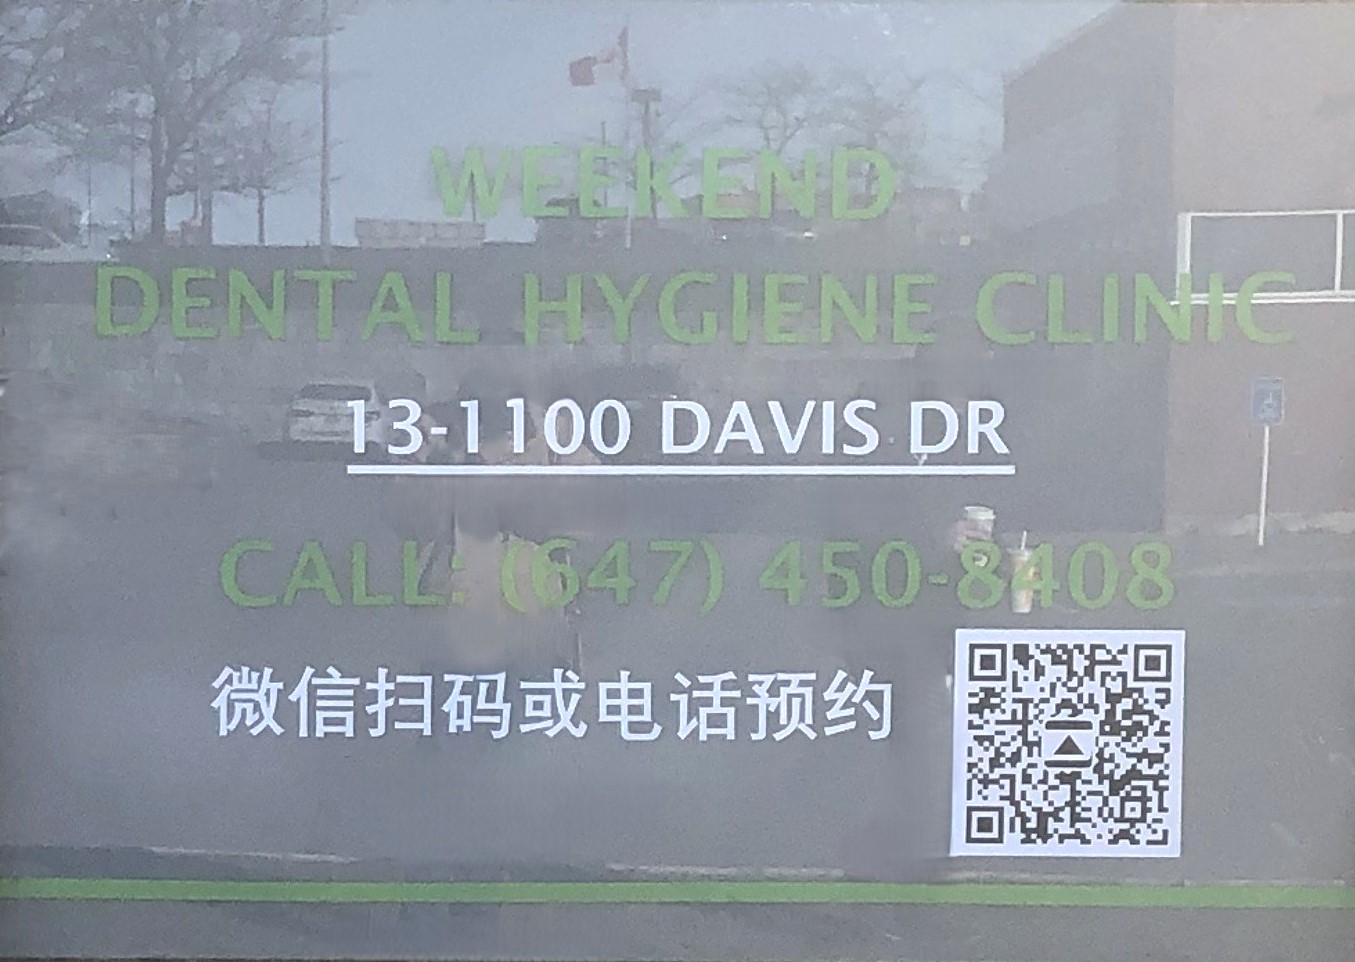 WEEKEND
DENTAL HYGIENE CLINIC
13-1100 DAVIS DR
CALL: (647) 450-8408
微信扫码或电话预约